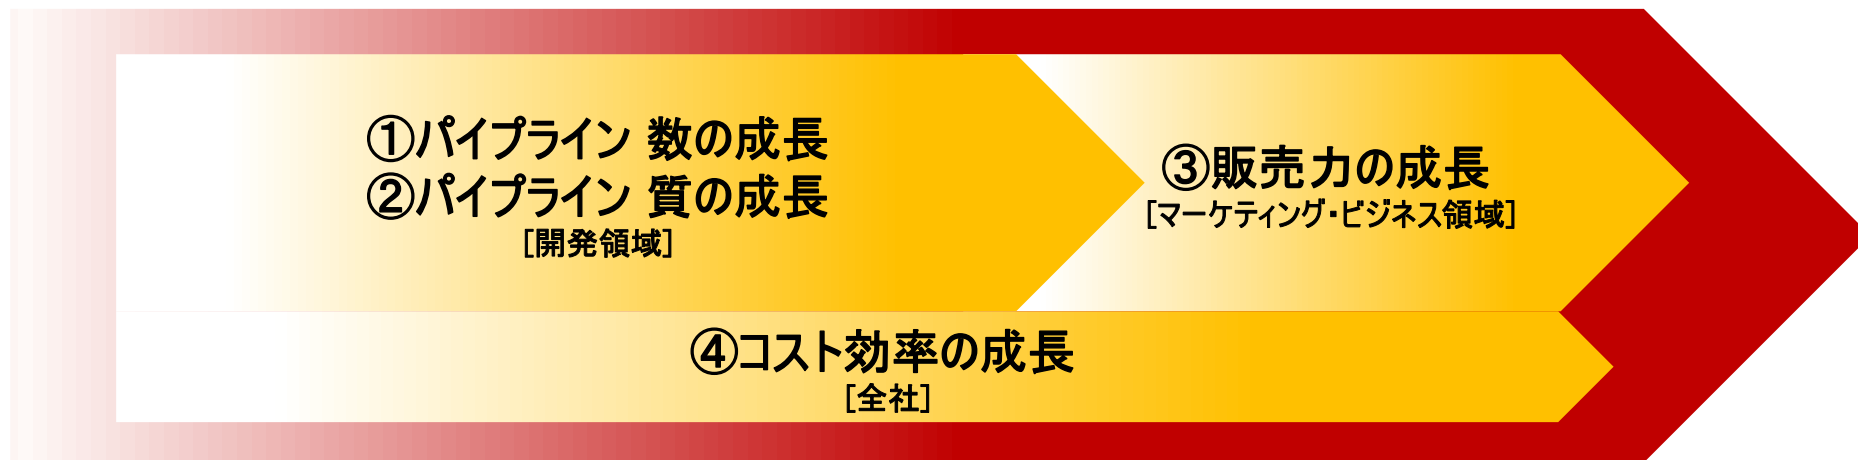 ①パイプライン 数の成長
②パイプライン 質の成長
[開発領域]
③販売力の成長
[マーケティング・ビジネス領域]
④コスト効率の成長
[全社]